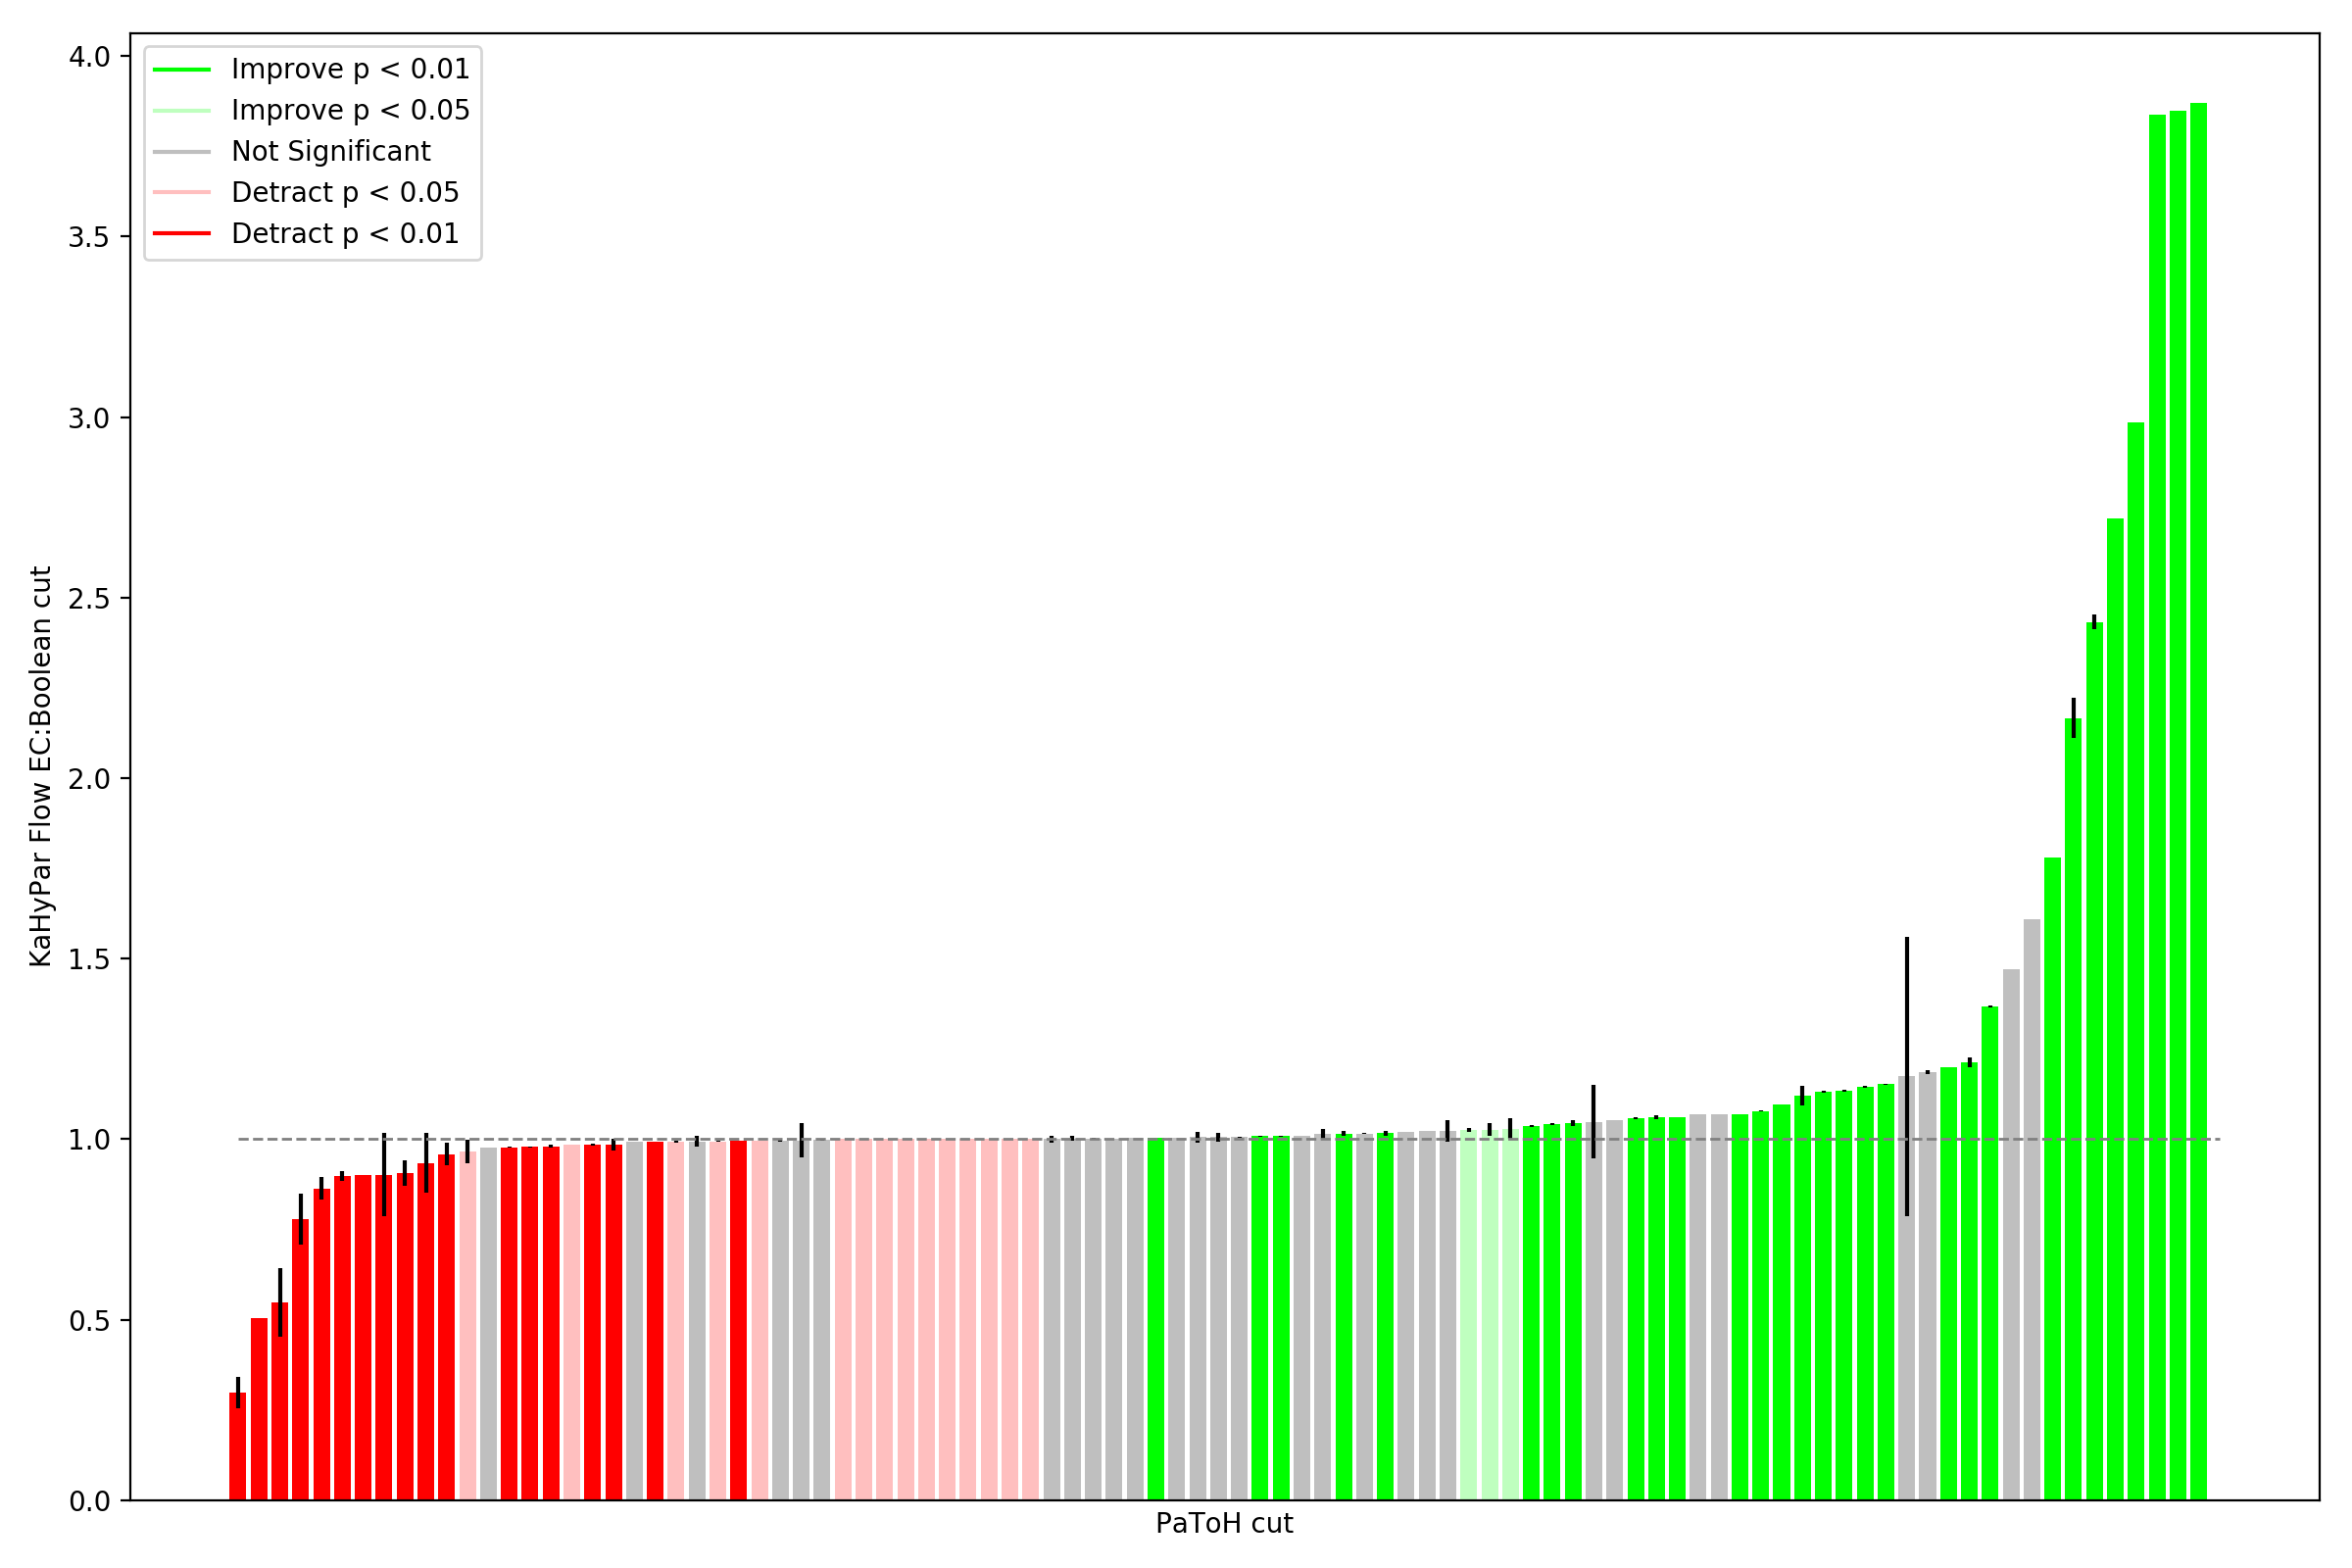 4.0
3.5
3.0
2.5
2.0
1.5
1.0
0.5
0.0
KaHyPar Flow EC:Boolean cut
Improve p < 0.01
Improve p < 0.05
Not Significant
Detract p < 0.05
Detract p < 0.01
PaToH cut